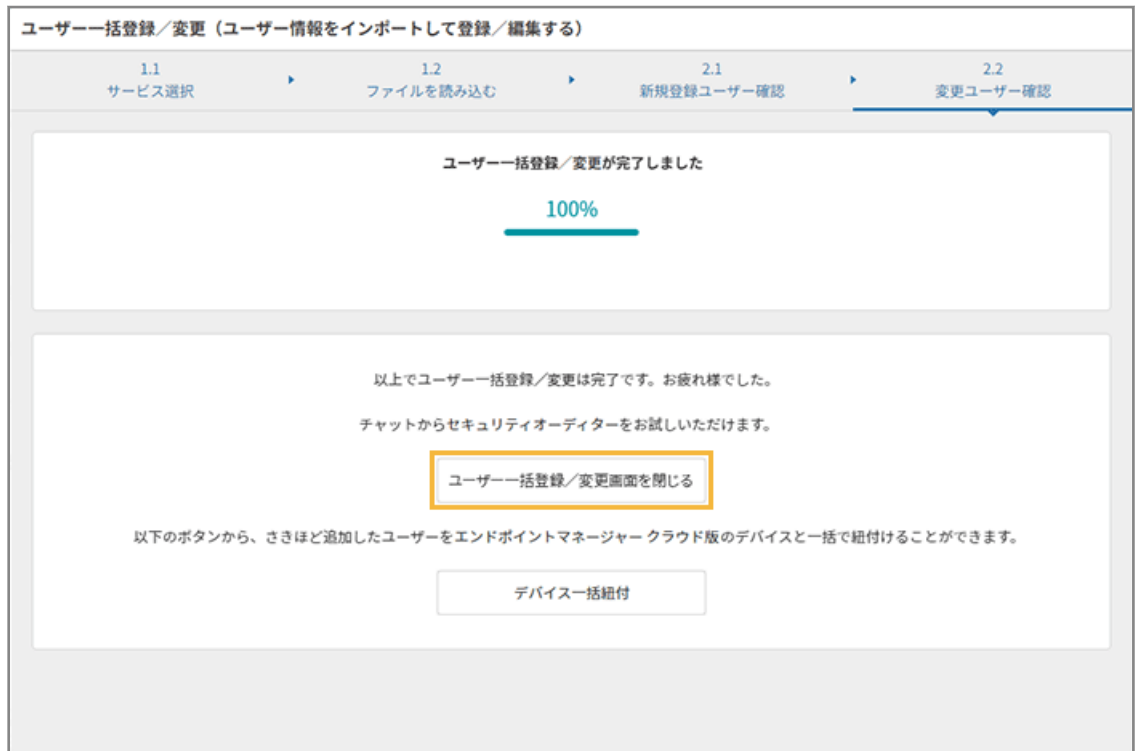 ユーザー一括登録／変更（ユーザー情報をインポートして登録／編集する）
1.1
サービス選択
1.2
ファイルを読み込む
2.1
新規登録ユーザー確認
2.2
変更ユーザー確認
ユーザー一括登録／変更が完了しました
100%
以上でユーザー一括登録／変更は完了です。お疲れ様でした。
チャットからセキュリティオーディターをお試しいただけます。
ユーザー一括登録／変更画面を閉じる
以下のボタンから、さきほど追加したユーザーをエンドポイントマネージャー クラウド版のデバイスと一括で紐付けることができます。
デバイス一括紐付